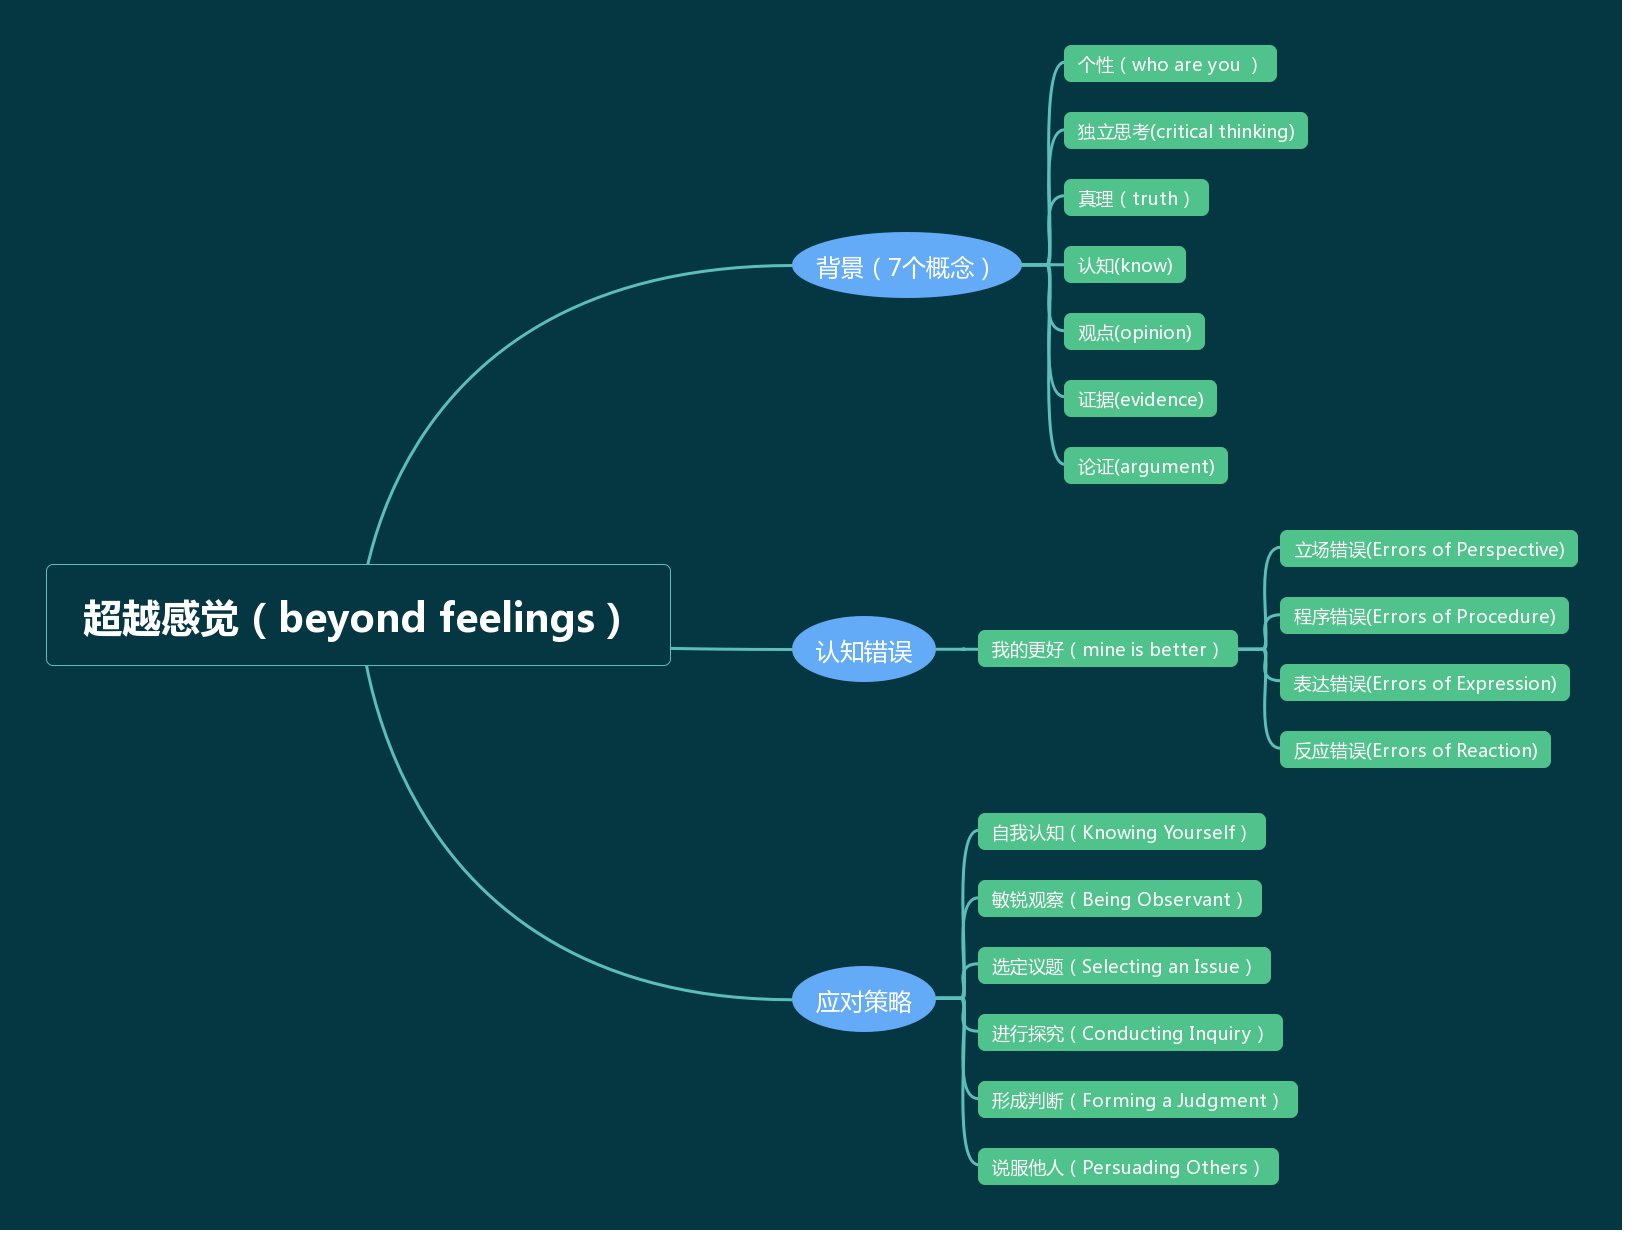 个性（who are you ）
独立思考(critical thinking)
真理（truth）
背景（7个概念）
认知(know)
观点(opinion)
证据(evidence)
论证(argument)
超越感觉（beyond feelings）
认知错误
我的更好（mine is better）
立场错误(Errors of Perspective)
程序错误(Errors of Procedure)
表达错误(Errors of Expression)
反应错误(Errors of Reaction)
应对策略
自我认知（Knowing Yourself）
敏锐观察（Being Observant）
选定议题（Selecting an Issue）
进行探究（Conducting Inquiry）
形成判断（Forming a Judgment）
说服他人（Persuading Others）